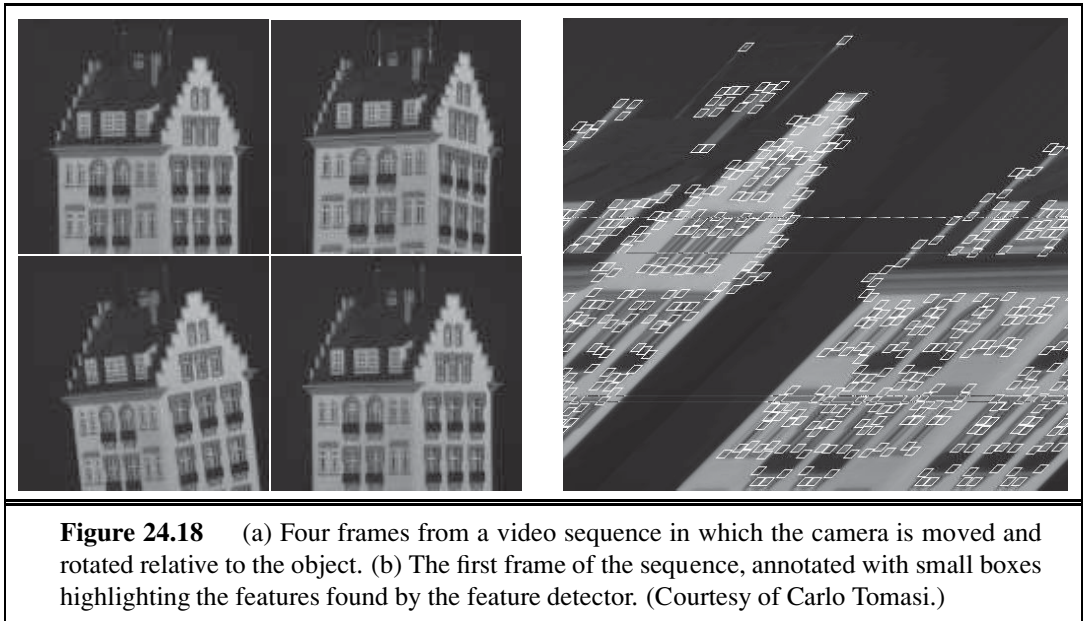 Figure 24.18 (a) Four frames from a video sequence in which the camera is moved and
rotated relative to the object. (b) The first frame of the sequence, annotated with small boxes
highlighting the features found by the feature detector. (Courtesy of Carlo Tomasi.)